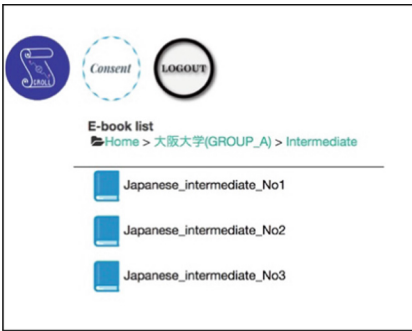 SCROLL
Consent
LOGOUT
E-book list
Home > 大阪大学(GROUP_A) > Intermediate
Japanese_intermediate_No1
Japanese_intermediate_No2
Japanese_intermediate_No3